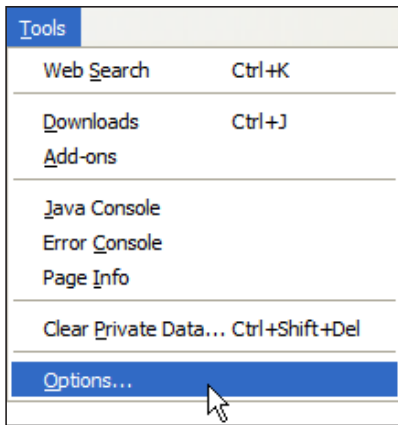 Tools
Web Search Ctrl+K
Downloads Ctrl+J
Add-ons
Java Console
Error Console
Page Info
Clear Private Data... Ctrl+Shift+Del
Options...